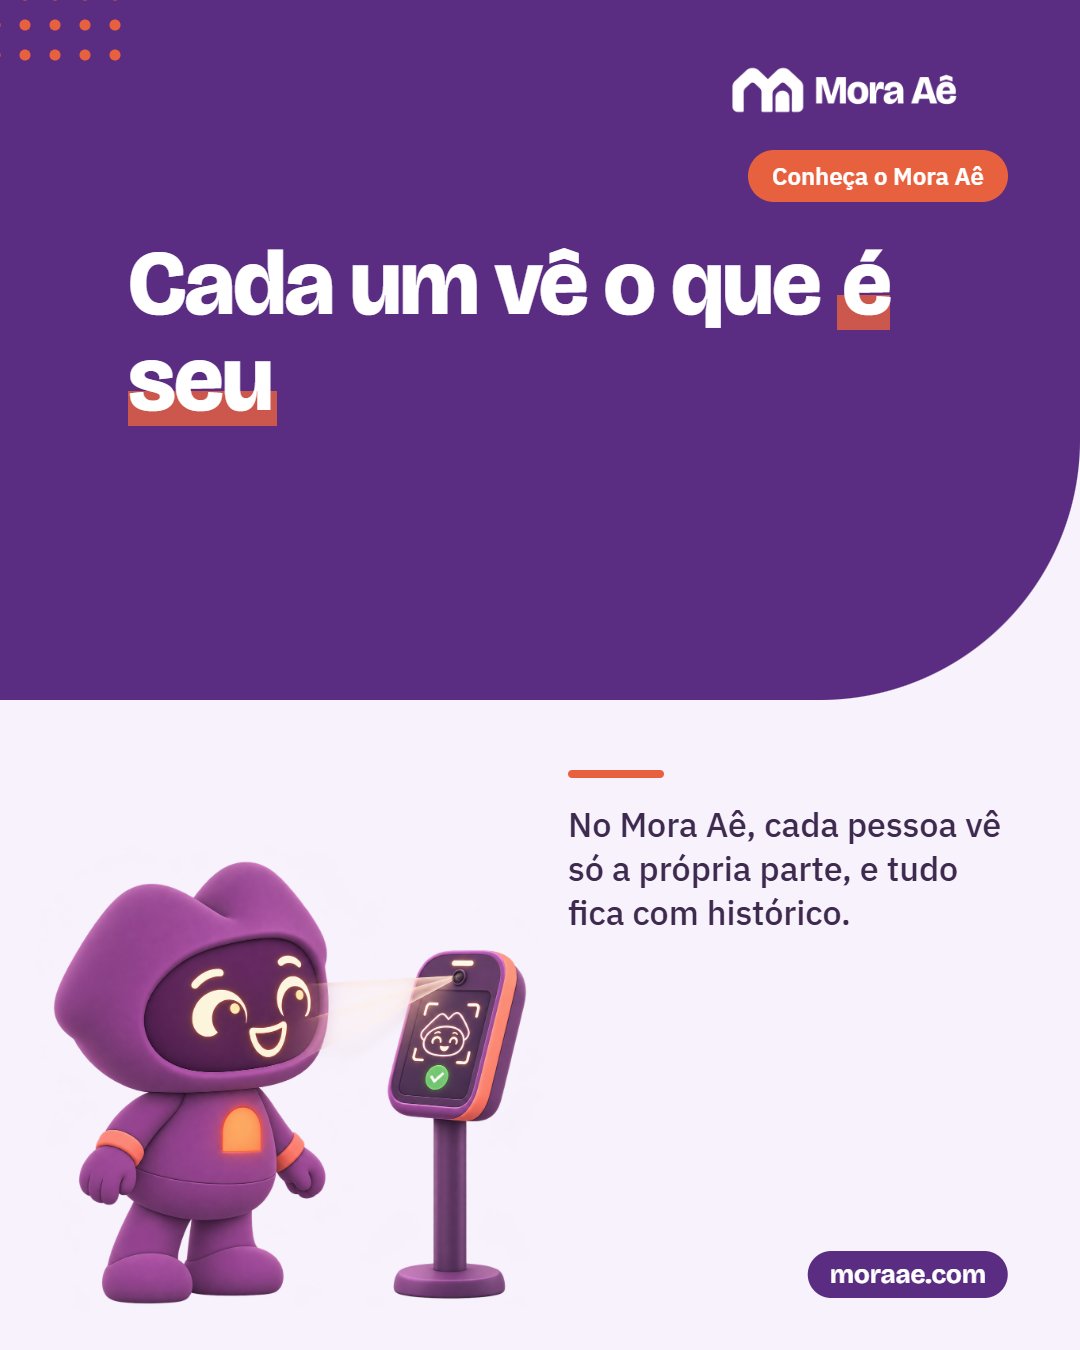 Mora Aê
Conheça o Mora Aê
Cada um vê o que é
seu
No Mora Aê, cada pessoa vê
só a própria parte, e tudo
fica com histórico.
moraae.com